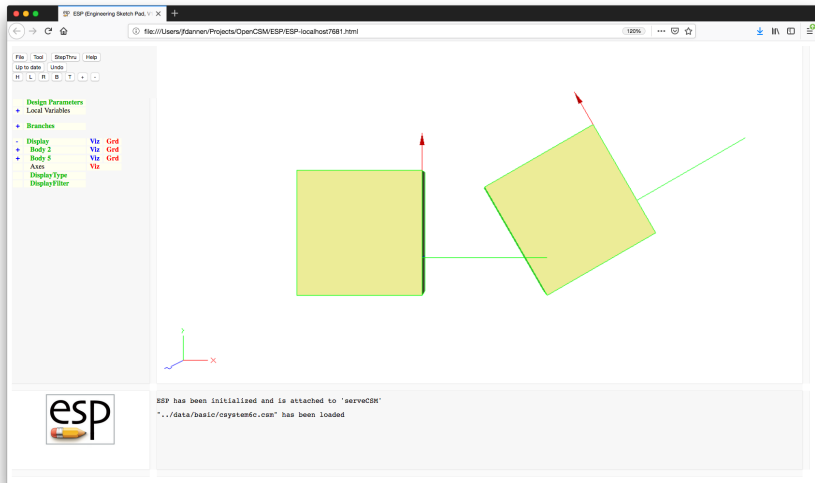 ESP (Engineering Sketch Pad, V
file:///Users/jfdannen/Projects/OpenCSM/ESP/ESP-localhost7681.html
120%
File Tool StepThru Help
Up to date Undo
H L R B T + -
Design Parameters
+ Local Variables
+ Branches
- Display Viz Grd
+ Body 2 Viz Grd
+ Body 5 Viz Grd
Axes Viz
DisplayType
DisplayFilter
Y
X
Z
esp
ESP has been initialized and is attached to 'serveCSM'
"../data/basic/csystem6c.csm" has been loaded